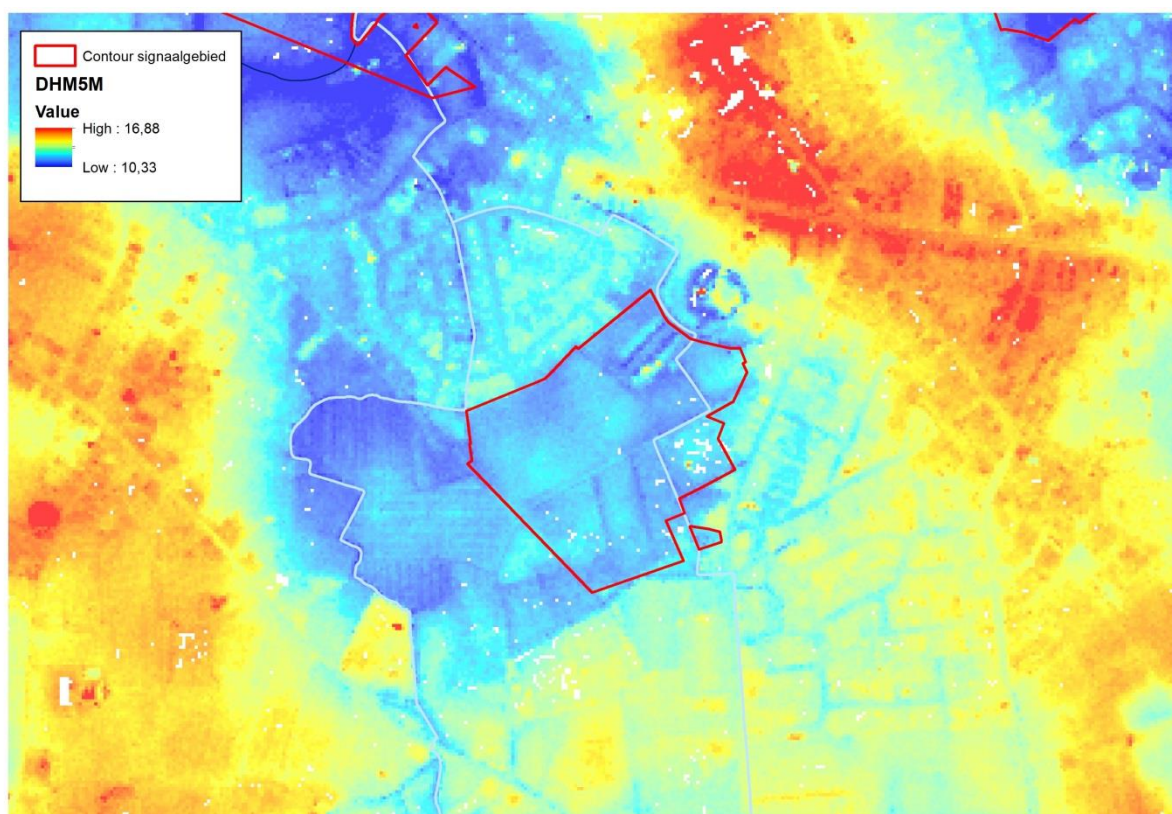 Contour signaalgebied
DHM5M
Value
High : 16,88
Low : 10,33